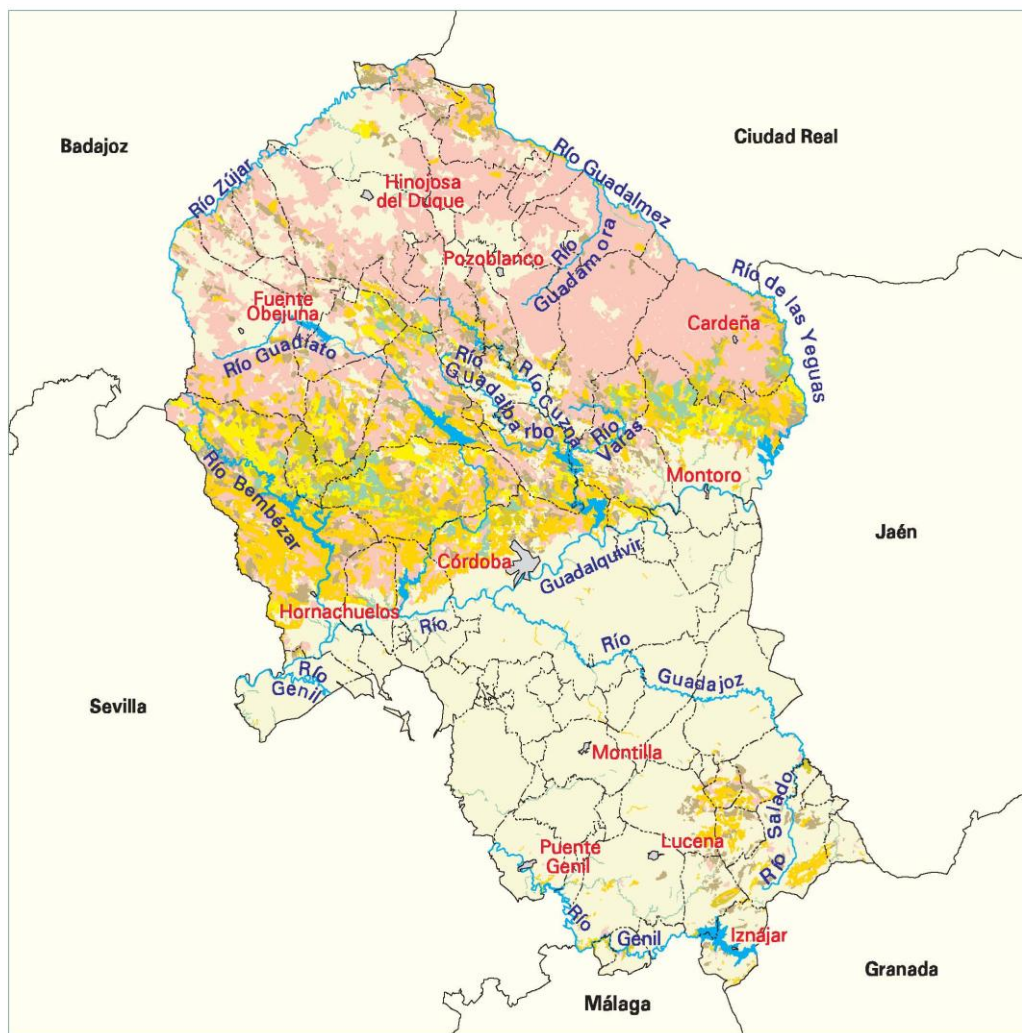 Badajoz
Ciudad Real
Río Zújar
Río Guadalmez
Hinojosa
del Duque
Río
Guadamora
Pozoblanco
Río de las Yeguas
Fuente
Obejuna
Cardeña
Río Guadiato
Río
Guadalba rbo
Río Cuzna
Río
Varas
Montoro
Río Bembézar
Jaén
Córdoba
Guadalquivir
Hornachuelos
Río
Río
Río
Genil
Guadajoz
Sevilla
Montilla
Río Salado
Puente
Genil
Lucena
Río
Genil
Iznájar
Granada
Málaga